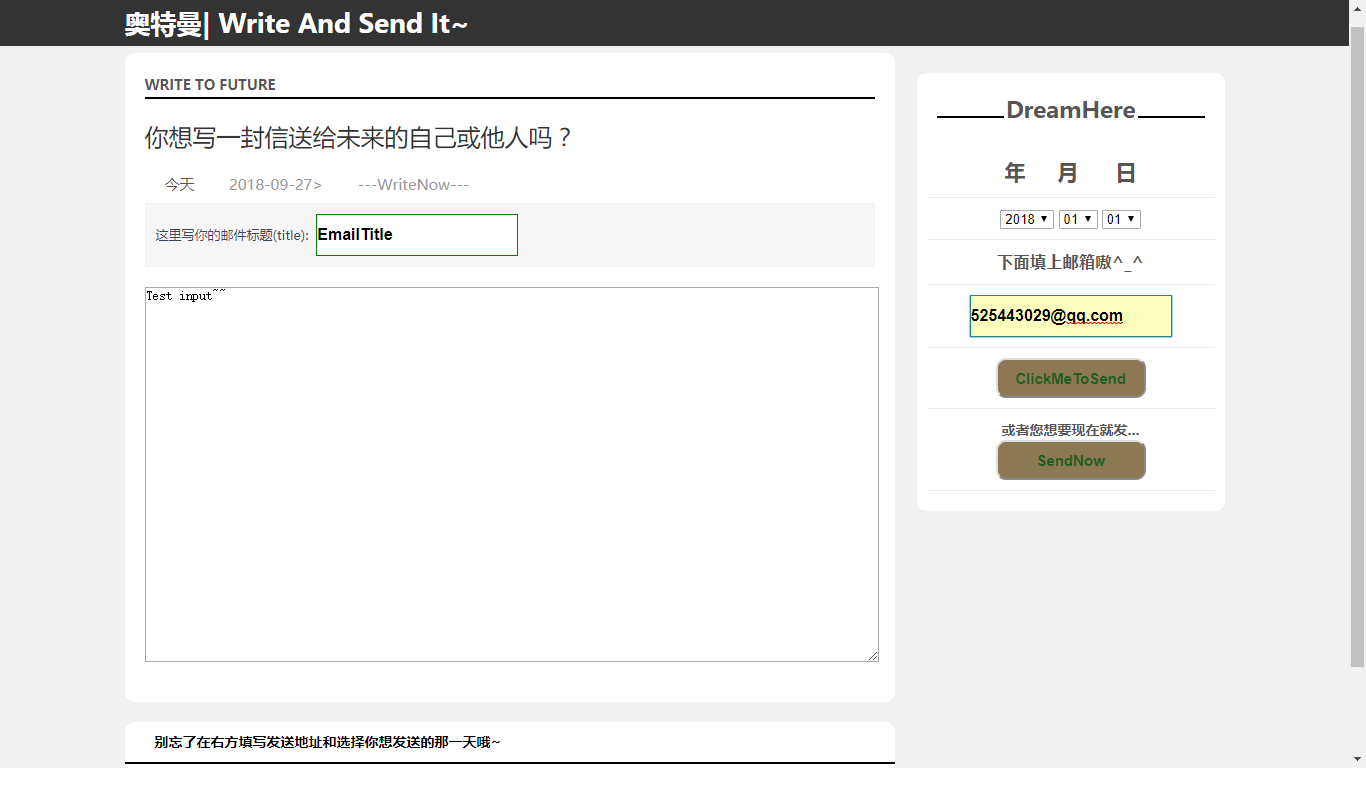 奥特曼| Write And Send It~
WRITE TO FUTURE
你想写一封信送给未来的自己或他人吗？
今天 2018-09-27> ---WriteNow---
这里写你的邮件标题(title): EmailTitle
Test input~~
别忘了在右方填写发送地址和选择你想发送的那一天哦~
DreamHere
年 月 日
2018 01 01
下面填上邮箱嗷^_^
525443029@qq.com
ClickMeToSend
或者您想要现在就发...
SendNow